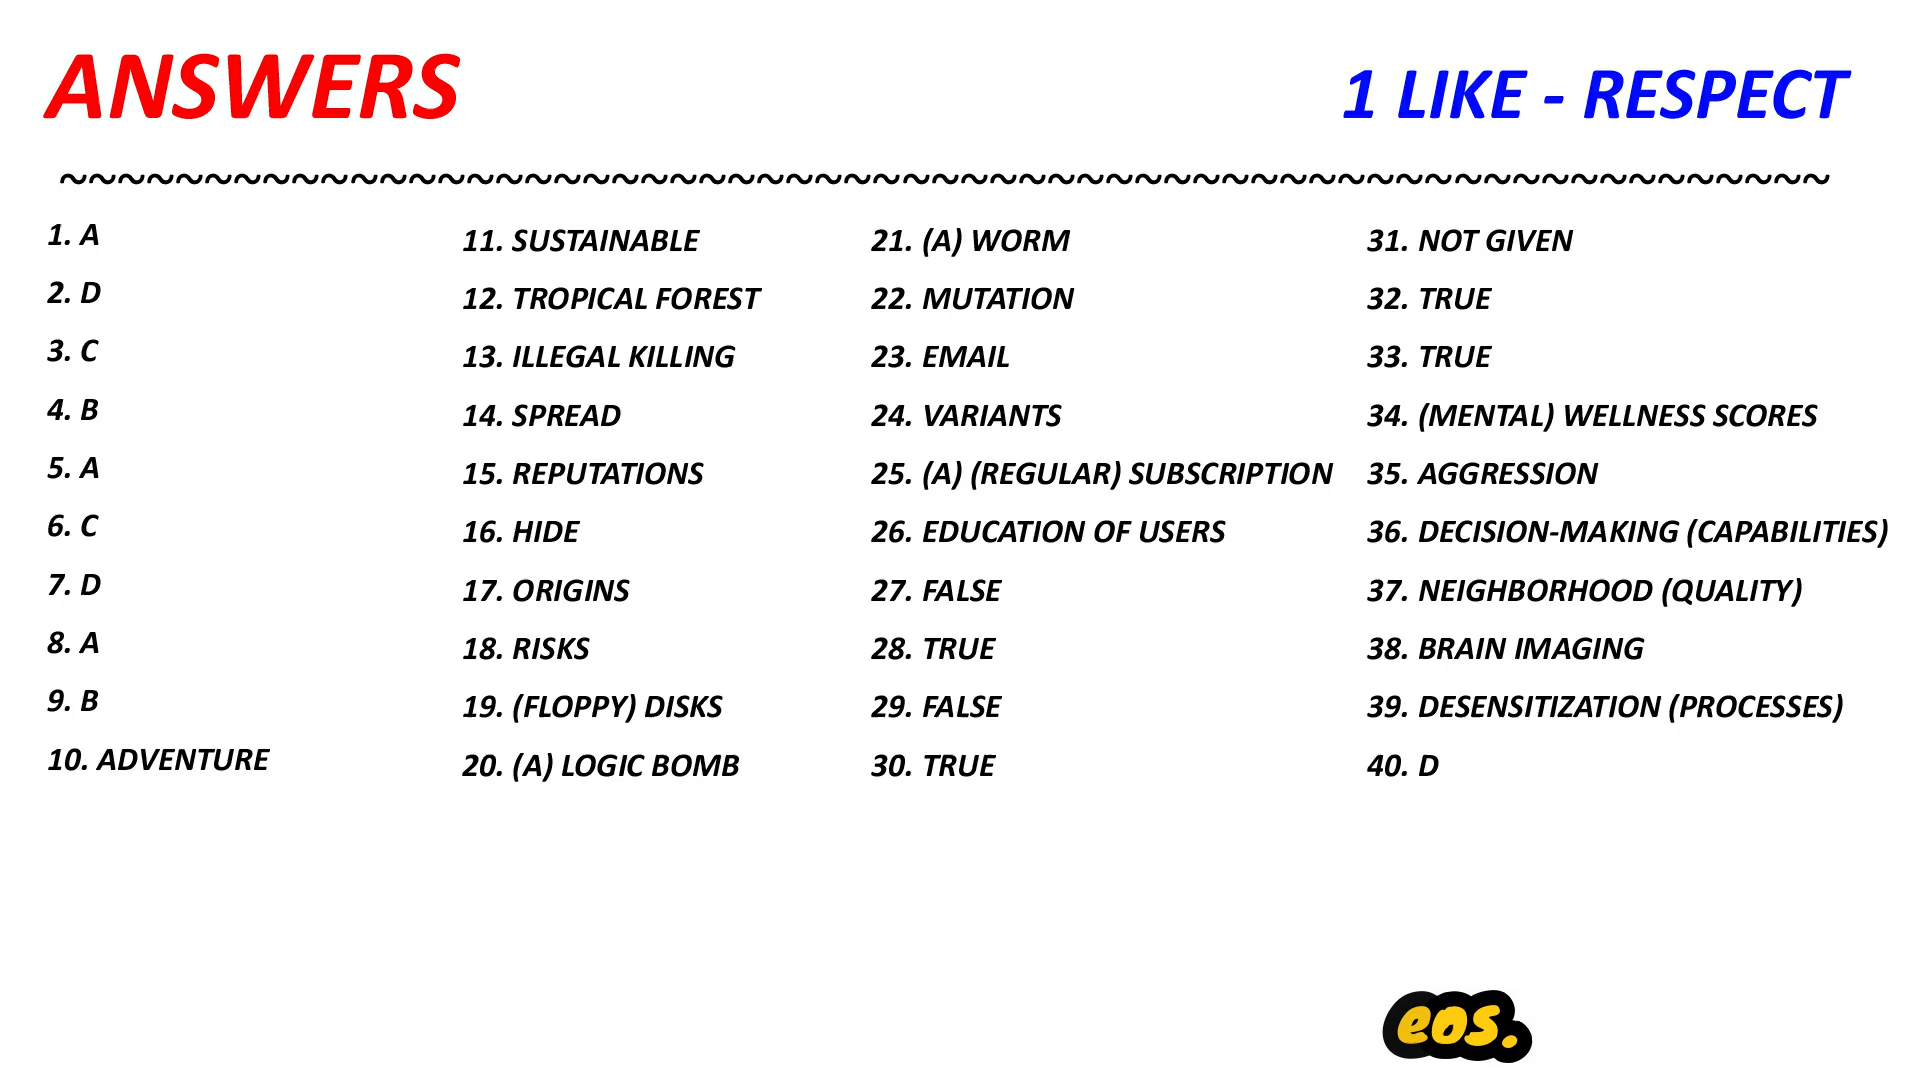 ANSWERS
1 LIKE - RESPECT
~~~~~~~~~~~~~~~~~~~~~~~~~~~~~~~~~~~~~~~~~~~~~~~~~~~~~~~~~~~~~
1. A
2. D
3. C
4. B
5. A
6. C
7. D
8. A
9. B
10. ADVENTURE
11. SUSTAINABLE
12. TROPICAL FOREST
13. ILLEGAL KILLING
14. SPREAD
15. REPUTATIONS
16. HIDE
17. ORIGINS
18. RISKS
19. (FLOPPY) DISKS
20. (A) LOGIC BOMB
21. (A) WORM
22. MUTATION
23. EMAIL
24. VARIANTS
25. (A) (REGULAR) SUBSCRIPTION
26. EDUCATION OF USERS
27. FALSE
28. TRUE
29. FALSE
30. TRUE
31. NOT GIVEN
32. TRUE
33. TRUE
34. (MENTAL) WELLNESS SCORES
35. AGGRESSION
36. DECISION-MAKING (CAPABILITIES)
37. NEIGHBORHOOD (QUALITY)
38. BRAIN IMAGING
39. DESENSITIZATION (PROCESSES)
40. D
eos.